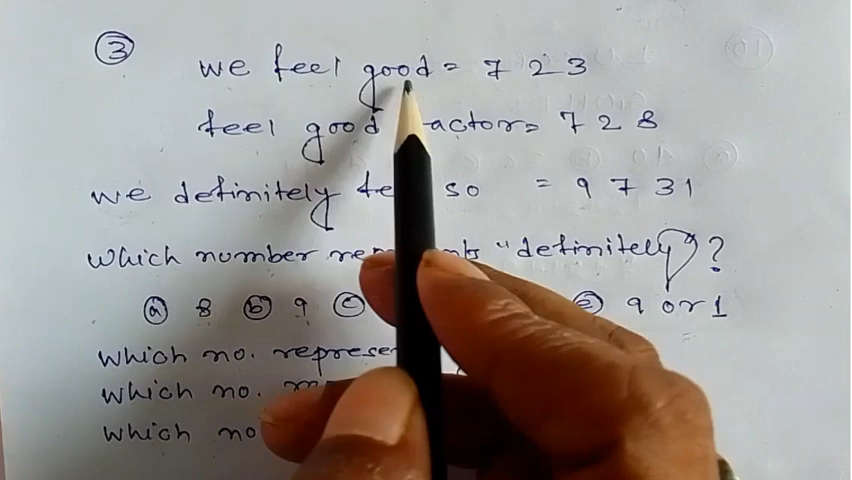 ③
we feel good = 7 2 3
feel good actor = 7 2 8
we definitely so = 9 7 3 1
which number "definitely"?
ⓐ 8 ⓑ 9 ⓒ ⓔ 9 or 1
which no.
which no.
which no